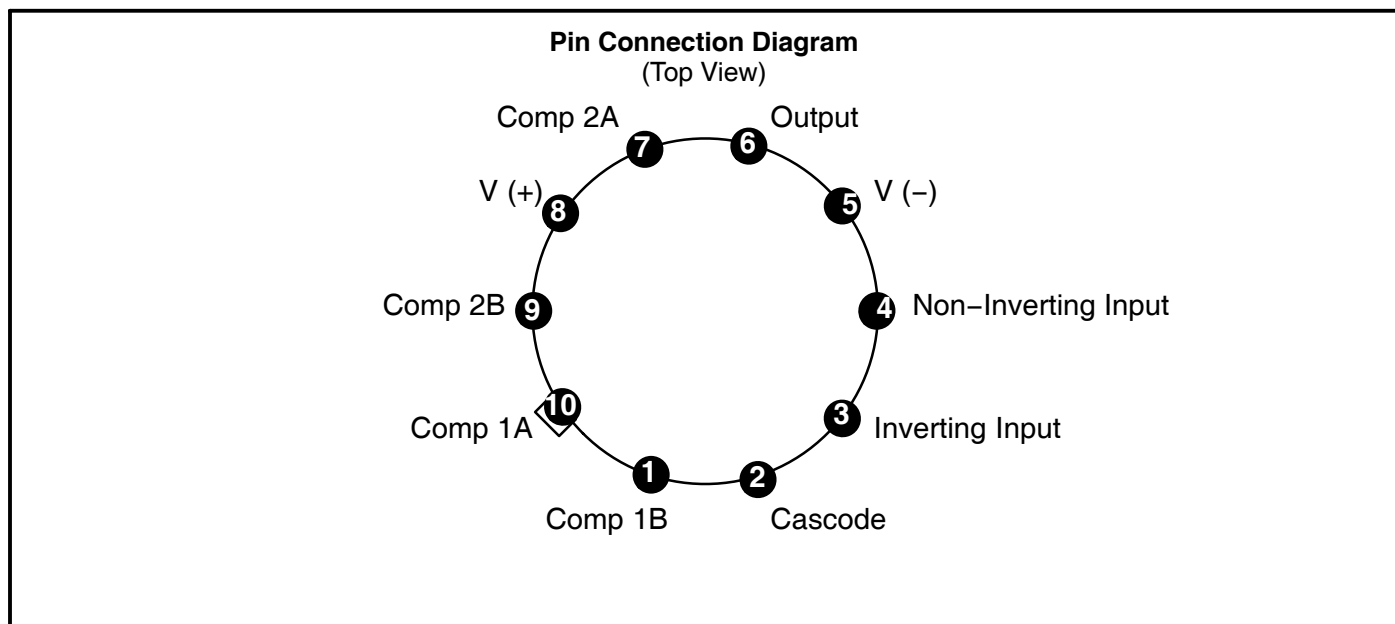 Pin Connection Diagram
(Top View)
Comp 2A
7
6
Output
V (+)
8
5
V (−)
Comp 2B
9
4
Non−Inverting Input
Comp 1A
10
3
Inverting Input
1
2
Comp 1B
Cascode